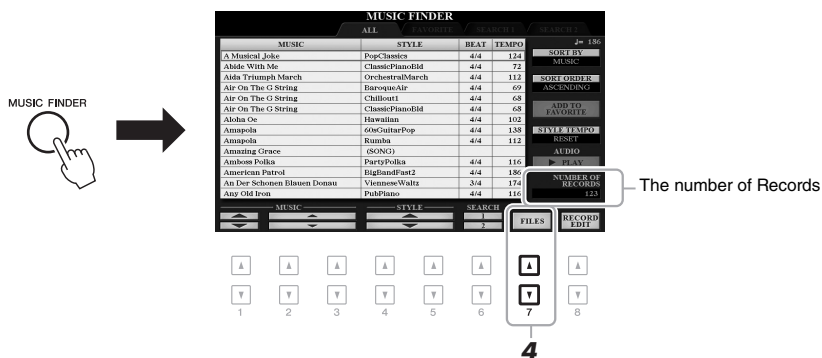 MUSIC FINDER
MUSIC FINDER
ALL FAVORITE SEARCH 1 SEARCH 2
MUSIC STYLE BEAT TEMPO
♩= 186
A Musical Joke PopClassics 4/4 124
Abide With Me ClassicPianoBld 4/4 72
Aida Triumph March OrchestralMarch 4/4 112
Air On The G String BaroqueAir 4/4 69
Air On The G String Chillout1 4/4 68
Air On The G String ClassicPianoBld 4/4 68
Aloha Oe Hawaiian 4/4 102
Amapola 60sGuitarPop 4/4 138
Amapola Rumba 4/4 112
Amazing Grace (SONG)
Amboss Polka PartyPolka 4/4 116
American Patrol BigBandFast2 4/4 186
An Der Schonen Blauen Donau VienneseWaltz 3/4 174
Any Old Iron PubPiano 4/4 116
SORT BY
MUSIC
SORT ORDER
ASCENDING
ADD TO
FAVORITE
STYLE TEMPO
RESET
AUDIO
▶ PLAY
NUMBER OF
RECORDS
123
The number of Records
MUSIC STYLE SEARCH
1
2
FILES
RECORD
EDIT
1 2 3 4 5 6 7 8
4